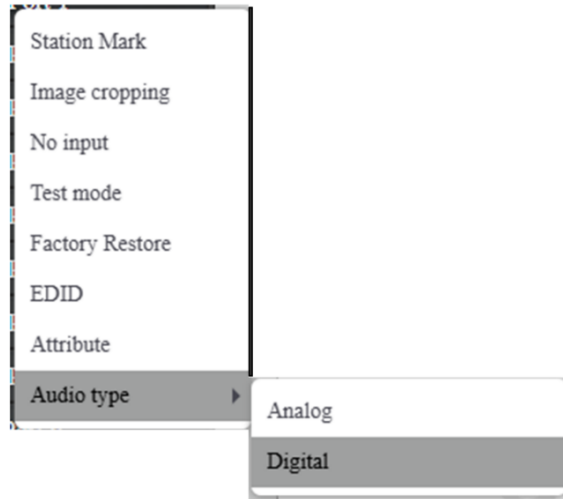 Station Mark
Image cropping
No input
Test mode
Factory Restore
EDID
Attribute
Audio type
Analog
Digital